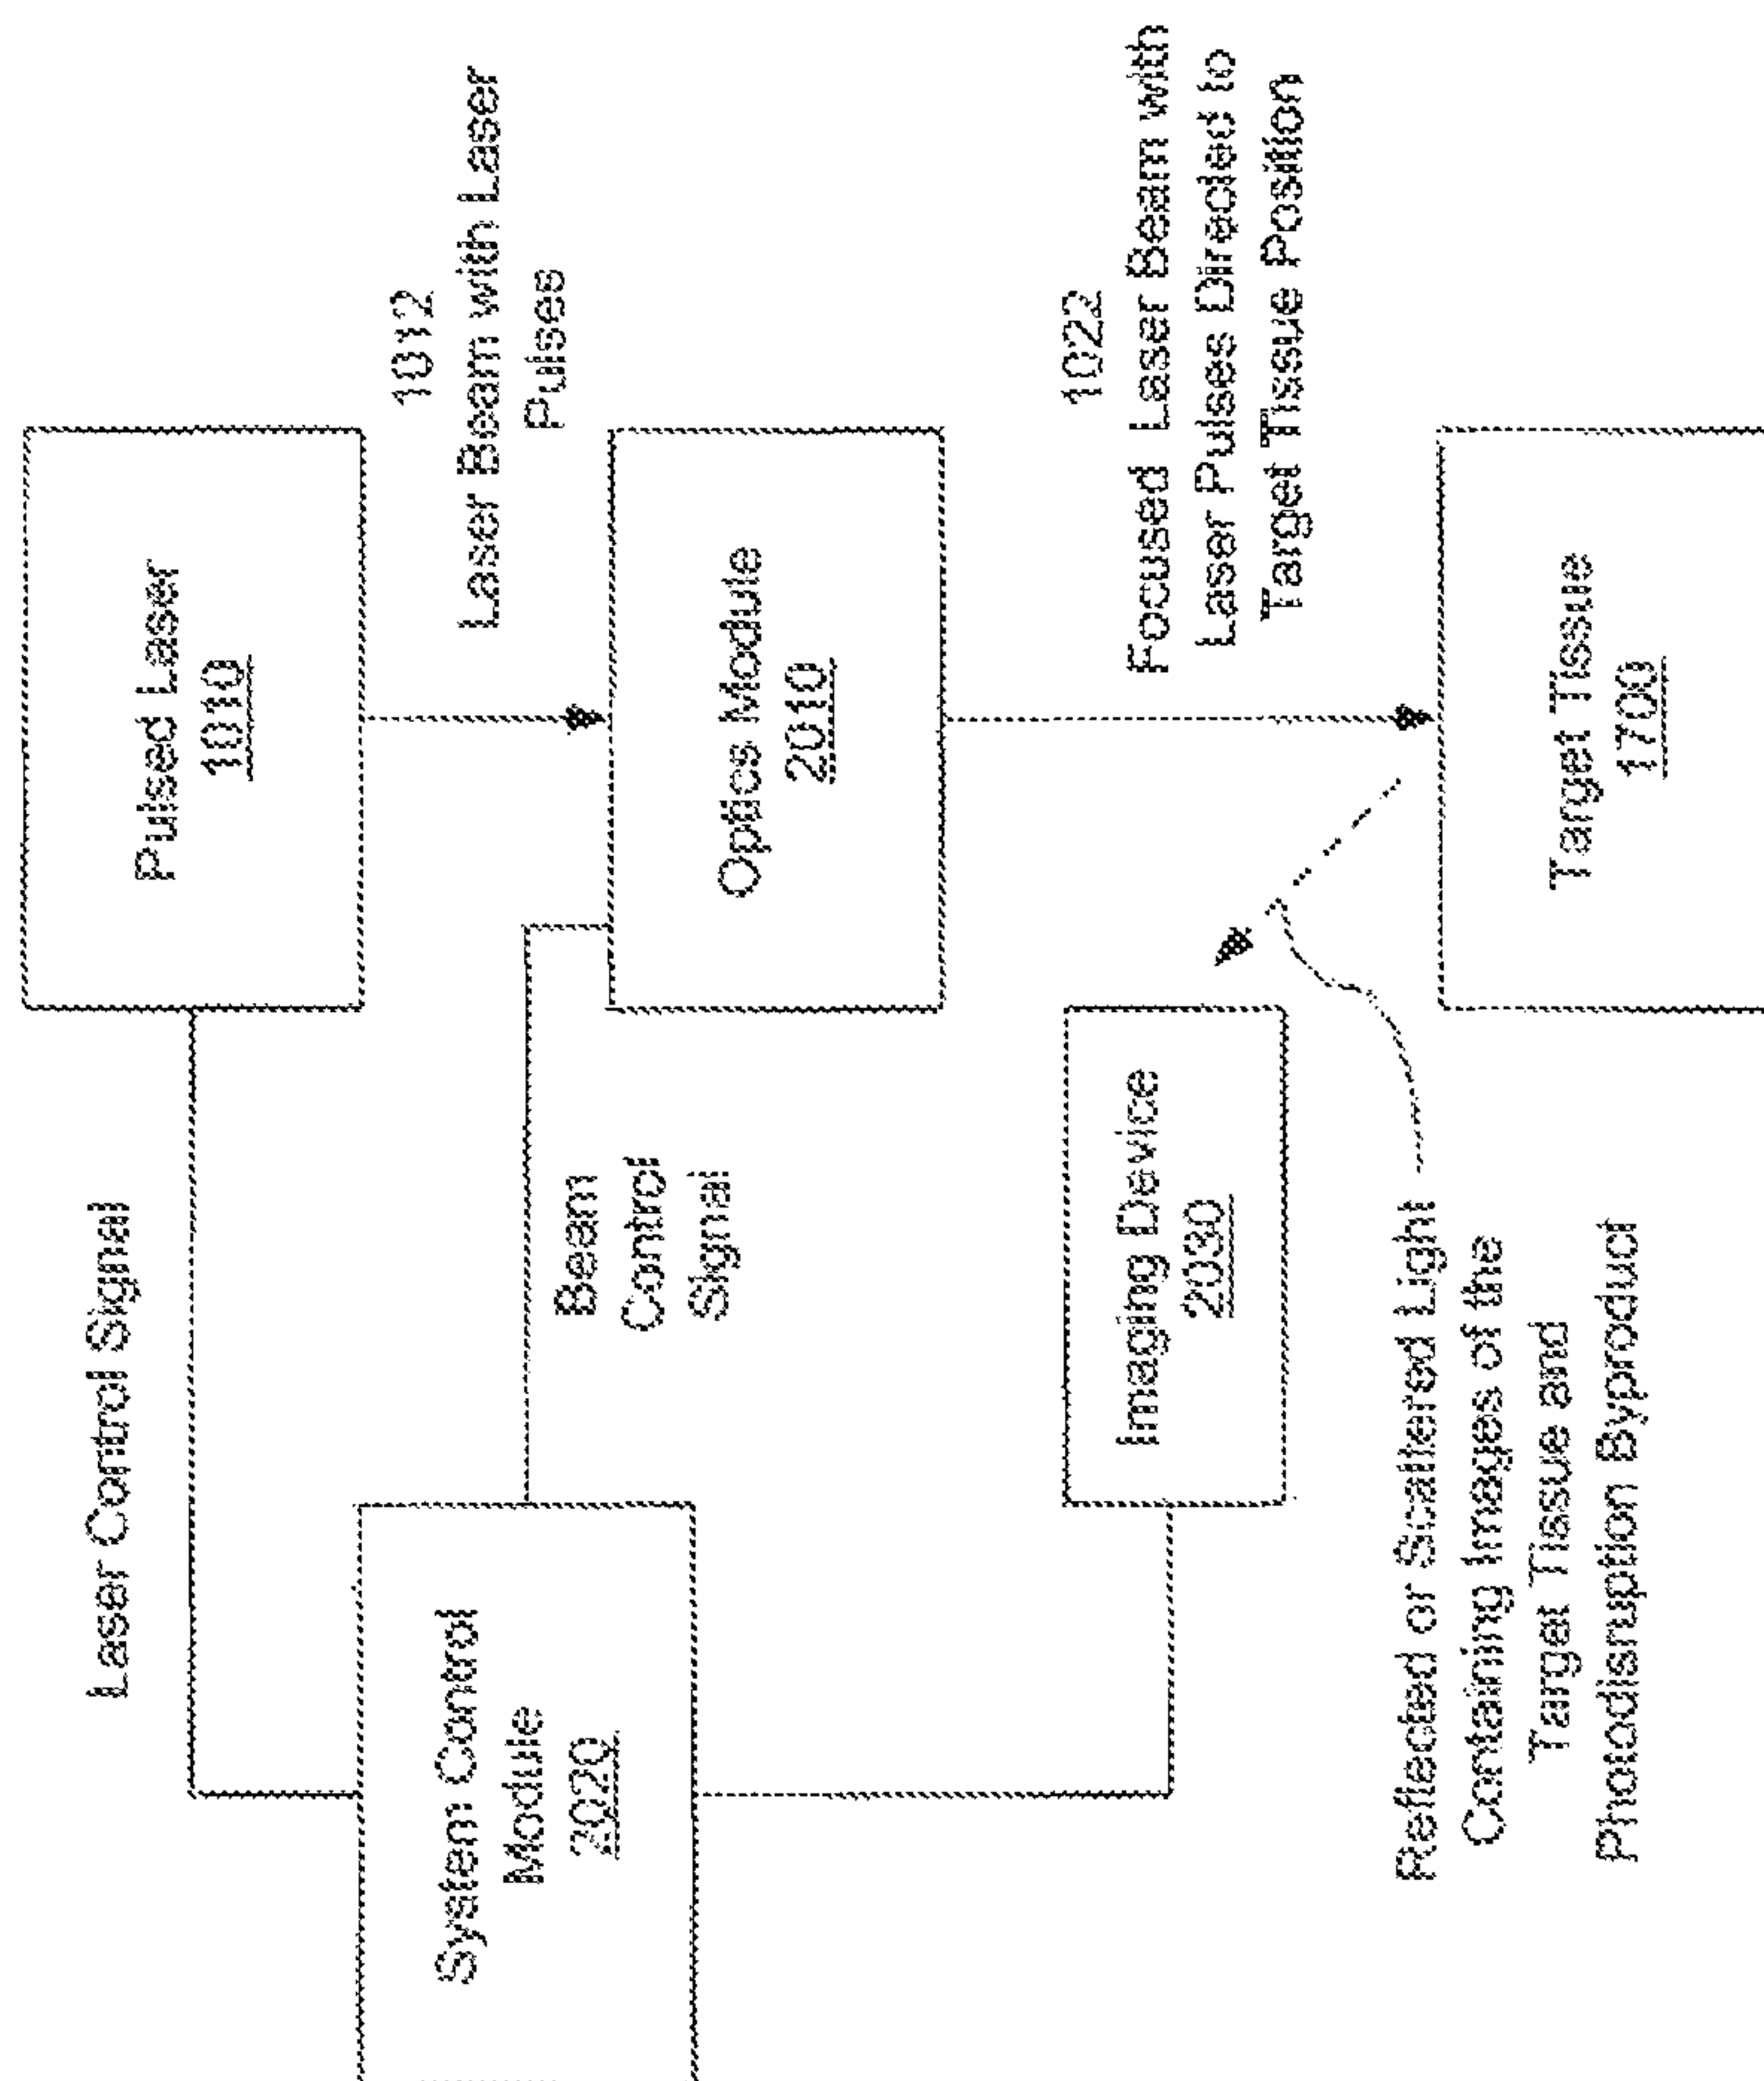 Pulsed Laser
1010
1012
Laser Beam with Laser
Pulses
Optics Module
2010
1022
Focused Laser Beam with
Laser Pulses Directed to
Target Tissue Position
Target Tissue
1700
Laser Control Signal
Beam
Control
Signal
System Control
Module
2020
Imaging Device
2030
Reflected or Scattered Light
Containing Images of the
Target Tissue and
Photodisruption Byproduct